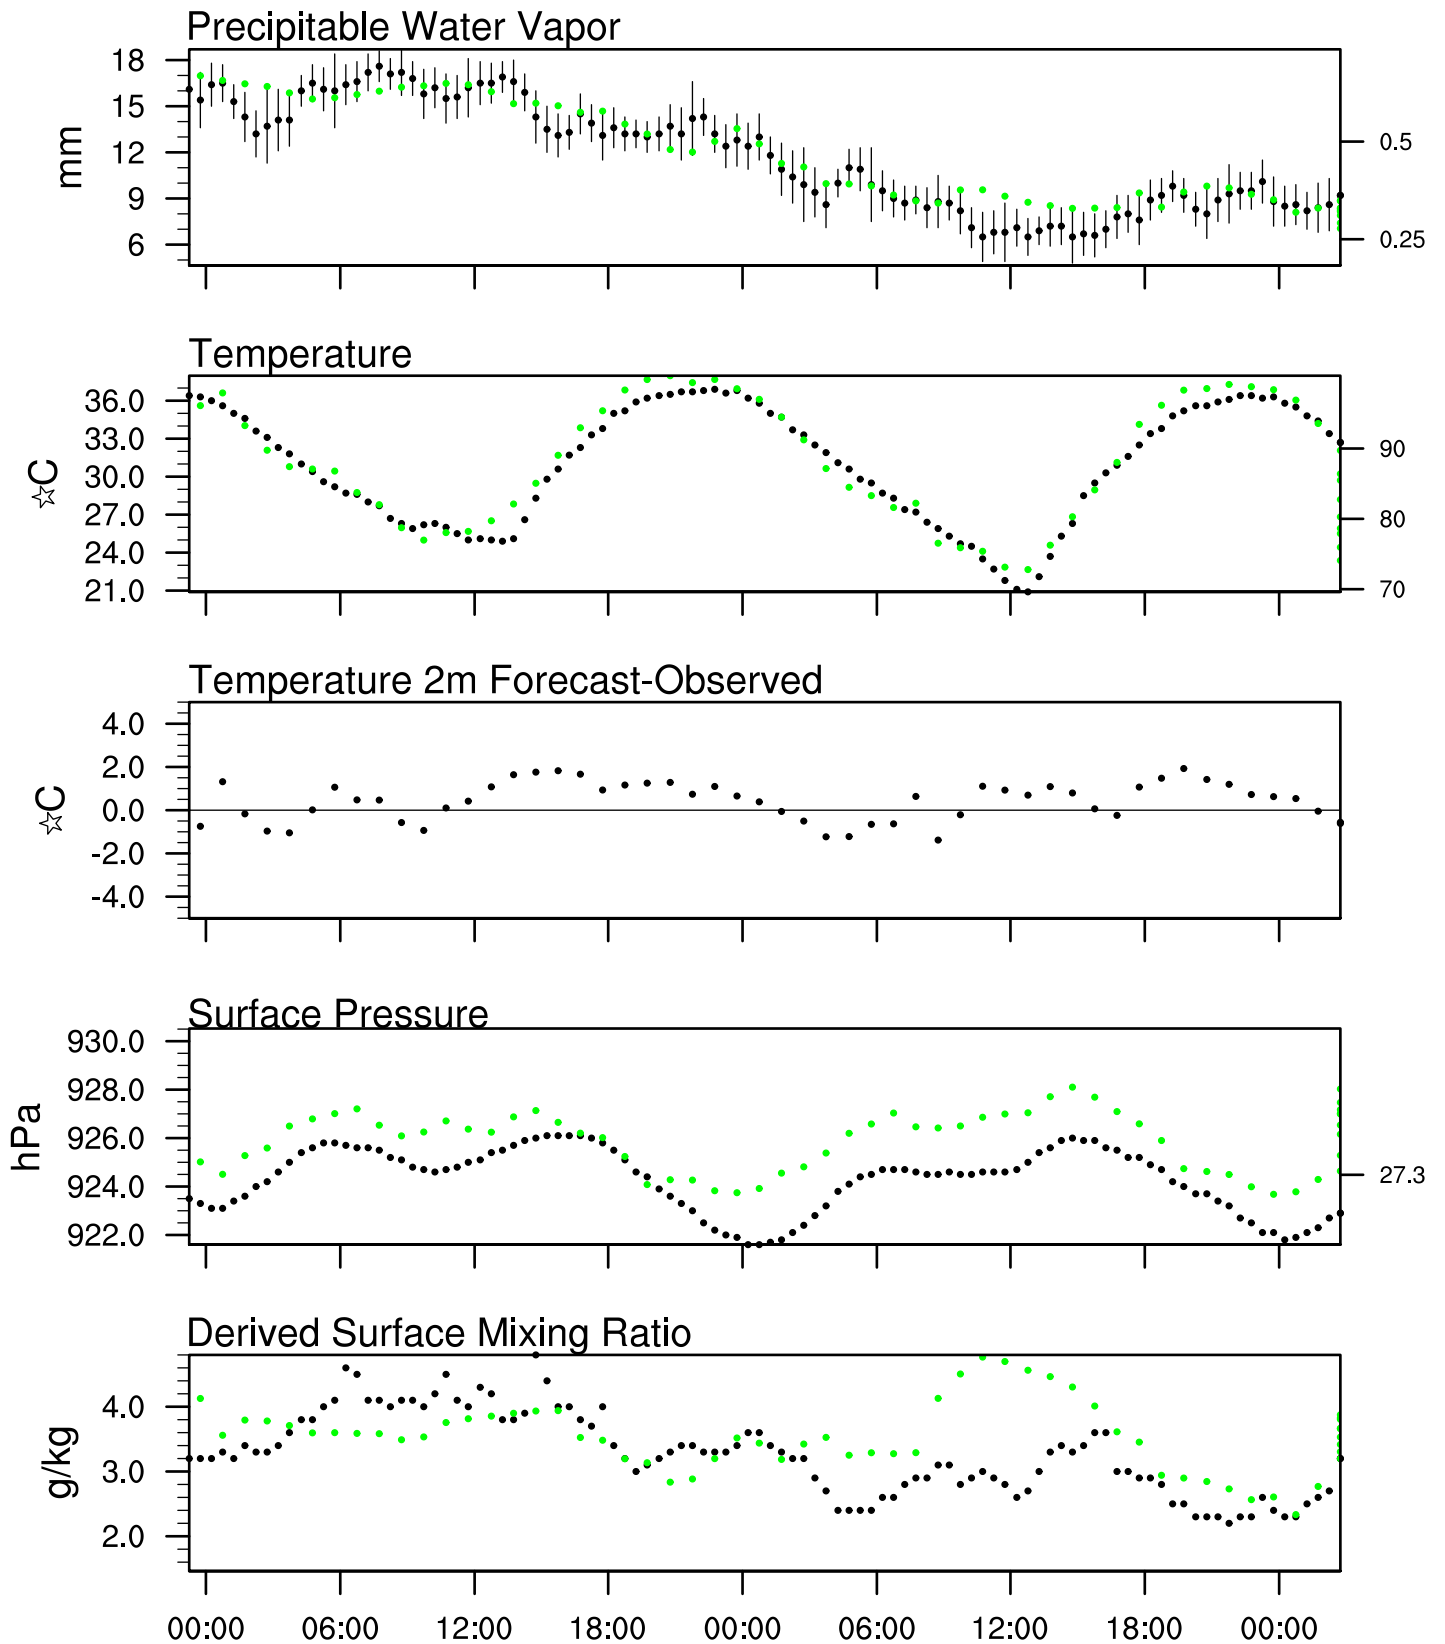 Precipitable Water Vapor
18
15
12
9
6
mm
0.5
0.25
Temperature
36.0
33.0
30.0
27.0
24.0
21.0
☆C
90
80
70
Temperature 2m Forecast-Observed
4.0
2.0
0.0
-2.0
-4.0
☆C
Surface Pressure
930.0
928.0
926.0
924.0
922.0
hPa
27.3
Derived Surface Mixing Ratio
4.0
3.0
2.0
g/kg
00:00 06:00 12:00 18:00 00:00 06:00 12:00 18:00 00:00